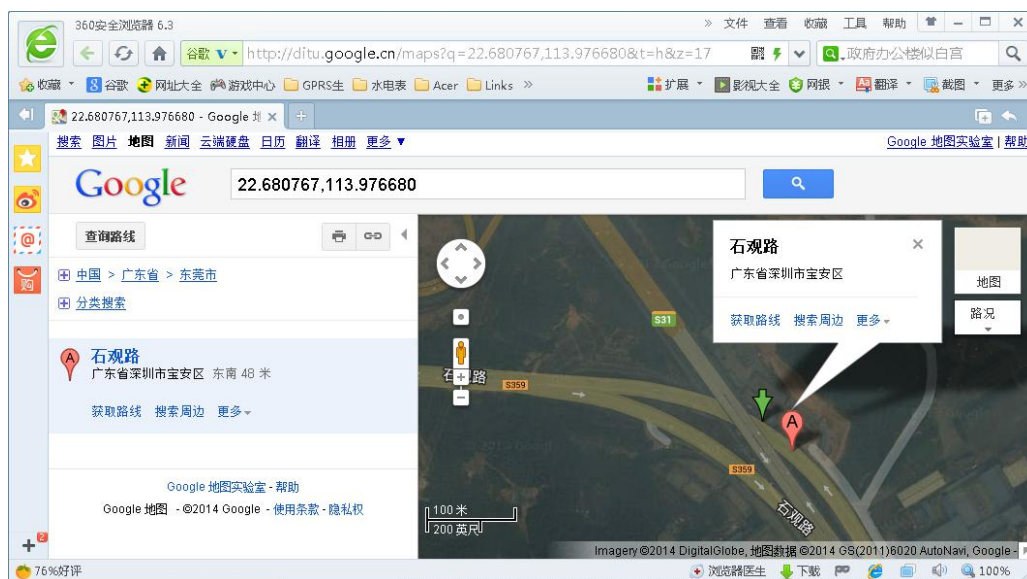 360安全浏览器 6.3
» 文件 查看 收藏 工具 帮助
谷歌 http://ditu.google.cn/maps?q=22.680767,113.976680&t=h&z=17
政府办公楼似白宫
收藏 谷歌 网址大全 游戏中心 GPRS生 水电表 Acer Links » 扩展 影视大全 网银 翻译 截图 更多 »
22.680767,113.976680 - Google 地
搜索 图片 地图 新闻 云端硬盘 日历 翻译 相册 更多 ▼
Google 地图实验室 | 帮助
Google
22.680767,113.976680
查询路线
中国 > 广东省 > 东莞市
分类搜索
A
石观路
广东省深圳市宝安区 东南 48 米
获取路线 搜索周边 更多
Google 地图实验室 - 帮助
Google 地图 - ©2014 Google - 使用条款 - 隐私权
石观路
广东省深圳市宝安区
获取路线 搜索周边 更多
地图
路况
S31
S359
A
S359
石观路
100 米
200 英尺
Imagery ©2014 DigitalGlobe, 地图数据 ©2014 GS(2011)6020 AutoNavi, Google -
购
2
76%好评
浏览器医生 下载 100%